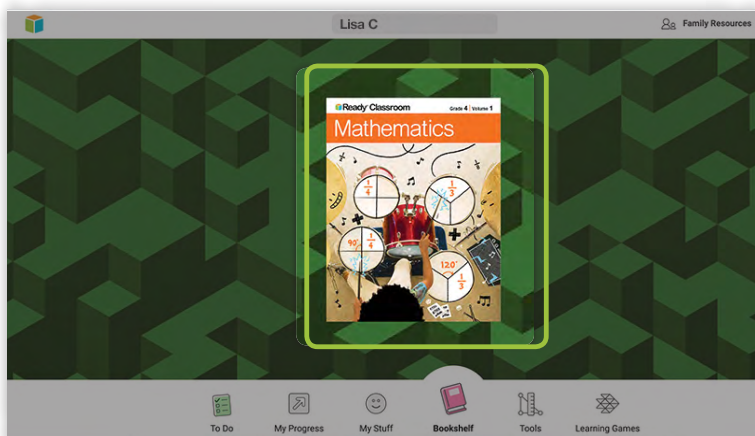 Lisa C
Family Resources
Ready Classroom
Grade 4 Volume 1
Mathematics
1/4
1/3
90° 1/4
120°
1/3
To Do
My Progress
My Stuff
Bookshelf
Tools
Learning Games